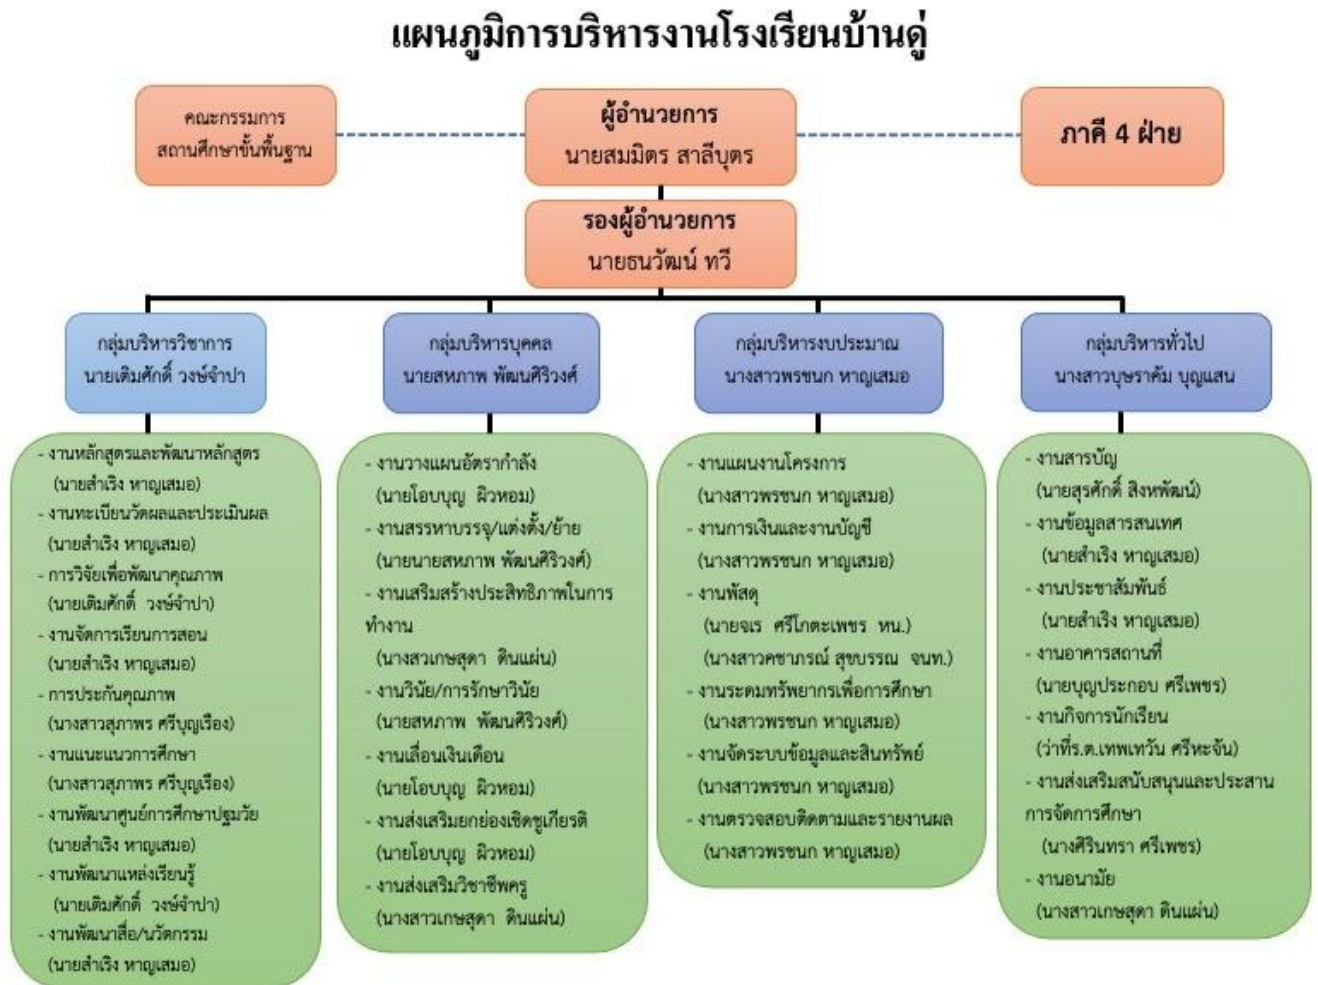 แผนภูมิการบริหารงานโรงเรียนบ้านดู่
คณะกรรมการ
สถานศึกษาขั้นพื้นฐาน
ผู้อำนวยการ
นายสมมิตร สาลีบุตร
ภาคี 4 ฝ่าย
รองผู้อำนวยการ
นายธนวัฒน์ ทวี
กลุ่มบริหารวิชาการ
นายเติมศักดิ์ วงษ์จำปา
กลุ่มบริหารบุคคล
นายสหภาพ พัฒนศิริวงศ์
กลุ่มบริหารงบประมาณ
นางสาวพรชนก หาญเสมอ
กลุ่มบริหารทั่วไป
นางสาวบุษราคัม บุญแสน
- งานหลักสูตรและพัฒนาหลักสูตร
(นายสำเริง หาญเสมอ)
- งานทะเบียนวัดผลและประเมินผล
(นายสำเริง หาญเสมอ)
- การวิจัยเพื่อพัฒนาคุณภาพ
(นายเติมศักดิ์ วงษ์จำปา)
- งานจัดการเรียนการสอน
(นายสำเริง หาญเสมอ)
- การประกันคุณภาพ
(นางสาวสุภาพร ศรีบุญเรือง)
- งานแนะแนวการศึกษา
(นางสาวสุภาพร ศรีบุญเรือง)
- งานพัฒนาศูนย์การศึกษาปฐมวัย
(นายสำเริง หาญเสมอ)
- งานพัฒนาแหล่งเรียนรู้
(นายเติมศักดิ์ วงษ์จำปา)
- งานพัฒนาสื่อ/นวัตกรรม
(นายสำเริง หาญเสมอ)
- งานวางแผนอัตรากำลัง
(นายโอบบุญ ผิวหอม)
- งานสรรหาบรรจุ/แต่งตั้ง/ย้าย
(นายนายสหภาพ พัฒนศิริวงศ์)
- งานเสริมสร้างประสิทธิภาพในการ
ทำงาน
(นางสวเกษสุดา ดินแผ่น)
- งานวินัย/การรักษาวินัย
(นายสหภาพ พัฒนศิริวงศ์)
- งานเลื่อนเงินเดือน
(นายโอบบุญ ผิวหอม)
- งานส่งเสริมยกย่องเชิดชูเกียรติ
(นายโอบบุญ ผิวหอม)
- งานส่งเสริมวิชาชีพครู
(นางสาวเกษสุดา ดินแผ่น)
- งานแผนงานโครงการ
(นางสาวพรชนก หาญเสมอ)
- งานการเงินและงานบัญชี
(นางสาวพรชนก หาญเสมอ)
- งานพัสดุ
(นายจเร ศรีโกตะเพชร หน.)
(นางสาวคชาภรณ์ สุขบรรณ จนท.)
- งานระดมทรัพยากรเพื่อการศึกษา
(นางสาวพรชนก หาญเสมอ)
- งานจัดระบบข้อมูลและสินทรัพย์
(นางสาวพรชนก หาญเสมอ)
- งานตรวจสอบติดตามและรายงานผล
(นางสาวพรชนก หาญเสมอ)
- งานสารบัญ
(นายสุรศักดิ์ สิงหพัฒน์)
- งานข้อมูลสารสนเทศ
(นายสำเริง หาญเสมอ)
- งานประชาสัมพันธ์
(นายสำเริง หาญเสมอ)
- งานอาคารสถานที่
(นายบุญประกอบ ศรีเพชร)
- งานกิจการนักเรียน
(ว่าที่ร.ต.เทพเทวัน ศรีหะจัน)
- งานส่งเสริมสนับสนุนและประสาน
การจัดการศึกษา
(นางศิรินทรา ศรีเพชร)
- งานอนามัย
(นางสาวเกษสุดา ดินแผ่น)